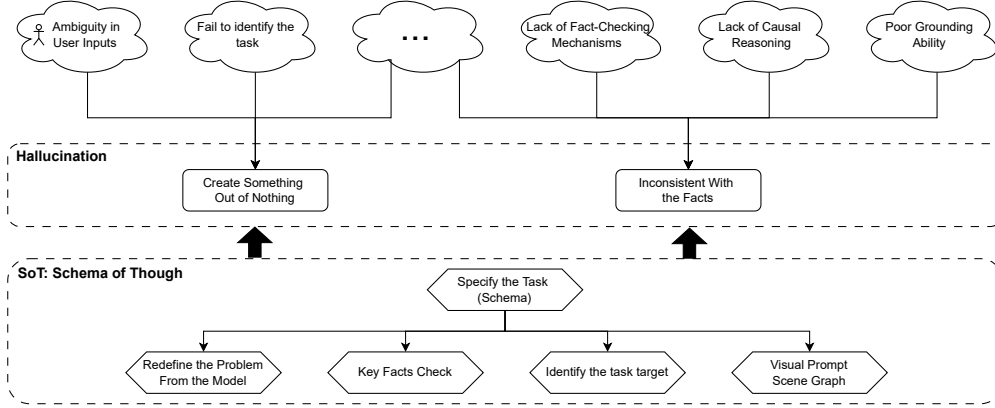 Ambiguity in
User Inputs
Fail to identify the
task
...
Lack of Fact-Checking
Mechanisms
Lack of Causal
Reasoning
Poor Grounding
Ability
Hallucination
Create Something
Out of Nothing
Inconsistent With
the Facts
SoT: Schema of Though
Specify the Task
(Schema)
Redefine the Problem
From the Model
Key Facts Check
Identify the task target
Visual Prompt
Scene Graph